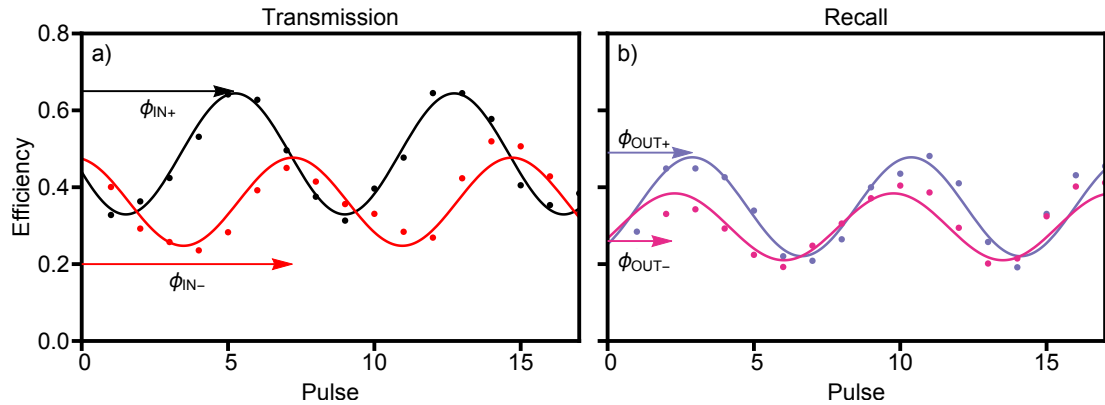 Transmission
Recall
a)
b)
0.8
0.6
0.4
0.2
0.0
Efficiency
ϕIN+
ϕIN−
ϕOUT+
ϕOUT−
0 5 10 15
0 5 10 15
Pulse
Pulse